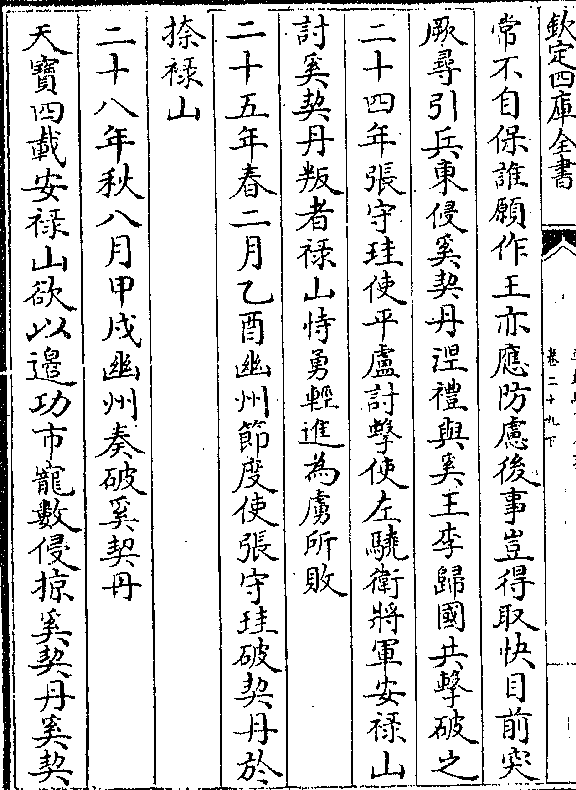 欽定四庫全書
卷二十九下
常不自保誰願作王亦應防慮後事豈得取快目前突
厥尋引兵東侵奚契丹涅禮與奚王李歸國共擊破之
二十四年張守珪使平盧討擊使左驍衛將軍安禄山
討奚契丹叛者禄山恃勇輕進為虜所敗
二十五年春二月乙酉幽州節度使張守珪破契丹於
捺禄山
二十八年秋八月甲戌幽州奏破奚契丹
天寳四載安禄山欲以邉功市寵數侵掠奚契丹奚契